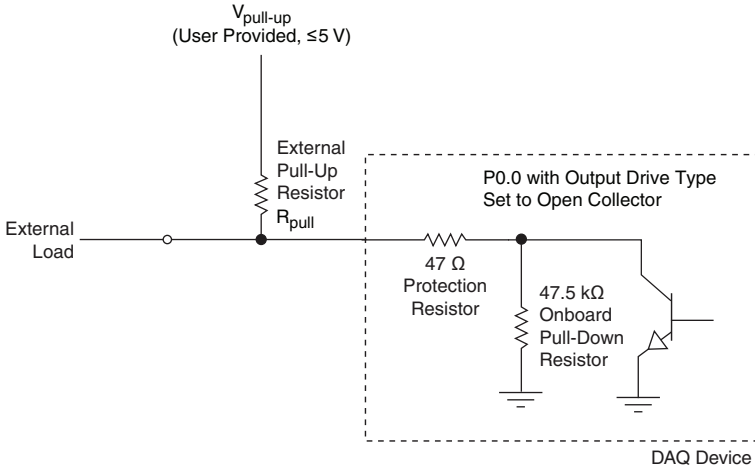 Vpull-up
(User Provided, ≤5 V)
External
Pull-Up
Resistor
Rpull
External
Load
P0.0 with Output Drive Type
Set to Open Collector
47 Ω
Protection
Resistor
47.5 kΩ
Onboard
Pull-Down
Resistor
DAQ Device